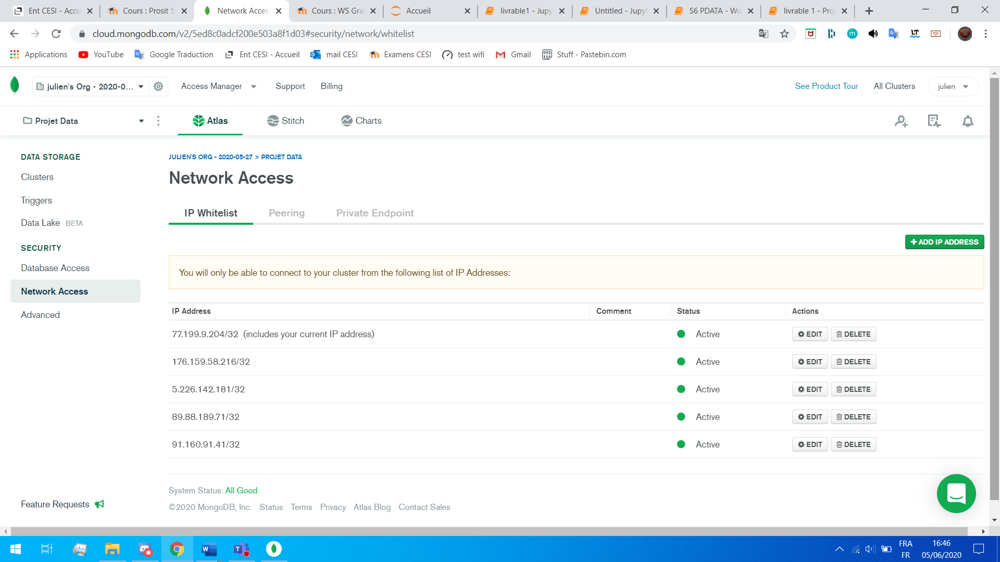 Ent CESI - Accu
Cours : Prosit 5
Network Access
Cours : WS Gra
Accueil
livrable1 - Jupy
Untitled - Jupyt
S6 PDATA - Wo
livrable 1 - Proj
cloud.mongodb.com/v2/5ed8c0adcf200e503a8f1d03#security/network/whitelist
Applications YouTube Google Traduction Ent CESI - Accueil mail CESI Examens CESI test wifi Gmail Stuff - Pastebin.com
julien's Org - 2020-0... Access Manager Support Billing See Product Tour All Clusters julien
Projet Data Atlas Stitch Charts
DATA STORAGE
Clusters
Triggers
Data Lake BETA
SECURITY
Database Access
Network Access
Advanced
Feature Requests
JULIEN'S ORG - 2020-05-27 > PROJET DATA
Network Access
IP Whitelist Peering Private Endpoint
ADD IP ADDRESS
You will only be able to connect to your cluster from the following list of IP Addresses:
IP Address Comment Status Actions
77.199.9.204/32 (includes your current IP address) Active EDIT DELETE
176.159.58.216/32 Active EDIT DELETE
5.226.142.181/32 Active EDIT DELETE
89.88.189.71/32 Active EDIT DELETE
91.160.91.41/32 Active EDIT DELETE
System Status: All Good
©2020 MongoDB, Inc. Status Terms Privacy Atlas Blog Contact Sales
FRA
FR
16:46
05/06/2020